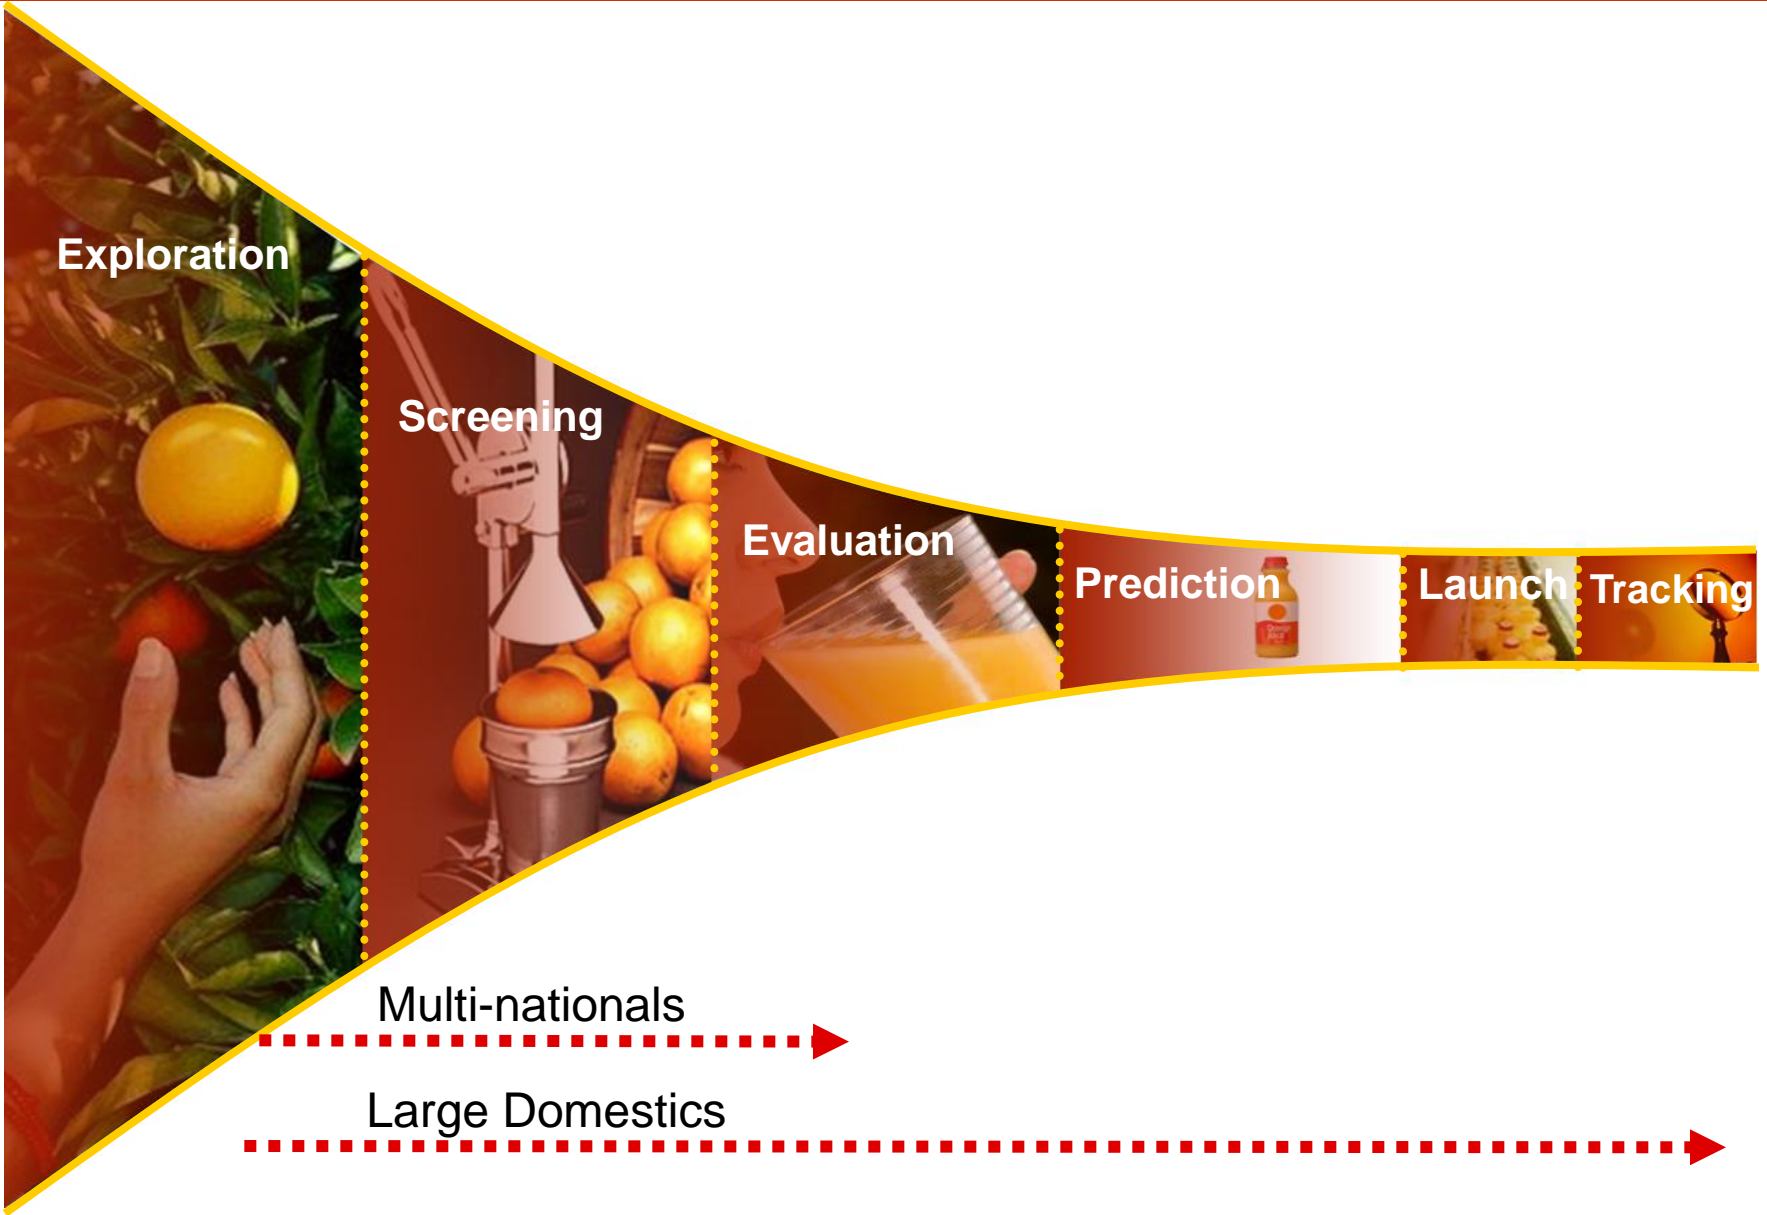 Exploration
Screening
Evaluation
Prediction
Launch
Tracking
Multi-nationals
Large Domestics